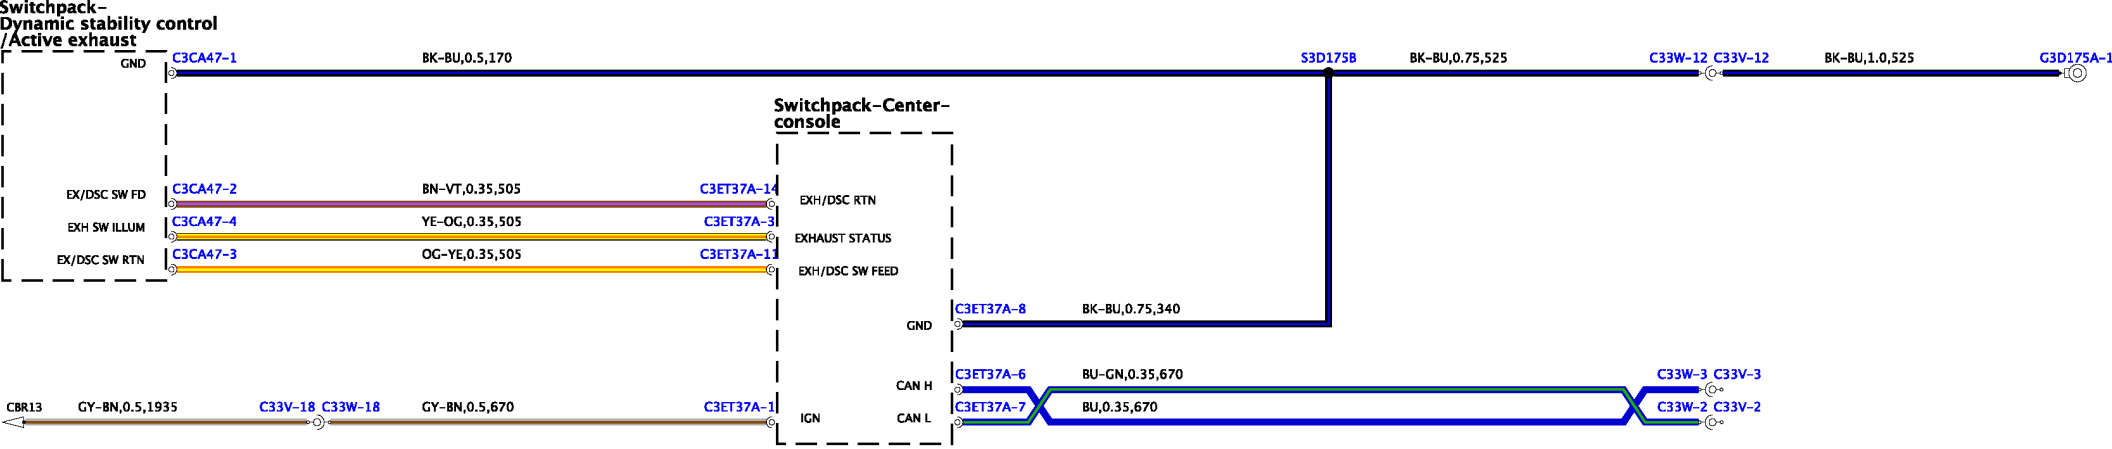 Switchpack-
Dynamic stability control
/Active exhaust
GND
C3CA47-1
BK-BU,0.5,170
S3D175B
BK-BU,0.75,525
C33W-12 C33V-12
BK-BU,1.0,525
G3D175A-1
Switchpack-Center-
console
EX/DSC SW FD
C3CA47-2
BN-VT,0.35,505
C3ET37A-14
EXH/DSC RTN
EXH SW ILLUM
C3CA47-4
YE-OG,0.35,505
C3ET37A-3
EXHAUST STATUS
EX/DSC SW RTN
C3CA47-3
OG-YE,0.35,505
C3ET37A-11
EXH/DSC SW FEED
GND
C3ET37A-8
BK-BU,0.75,340
CAN H
C3ET37A-6
BU-GN,0.35,670
C33W-3 C33V-3
CBR13
GY-BN,0.5,1935
C33V-18 C33W-18
GY-BN,0.5,670
C3ET37A-1
IGN
CAN L
C3ET37A-7
BU,0.35,670
C33W-2 C33V-2